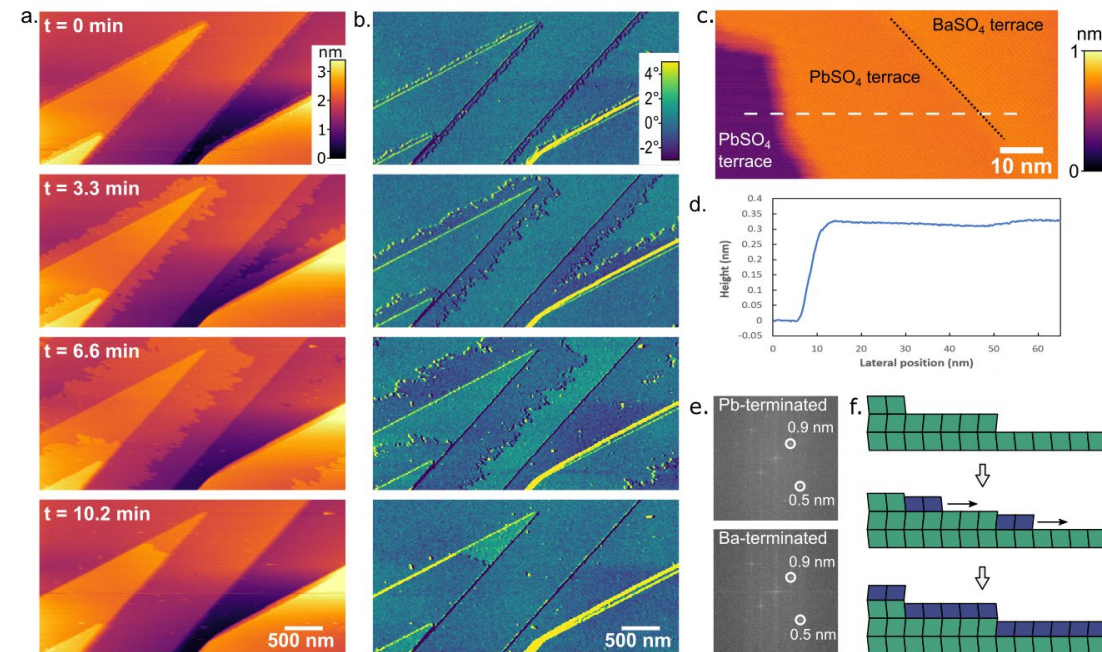 a.
t = 0 min
nm
3
2
1
0
t = 3.3 min
t = 6.6 min
t = 10.2 min
500 nm
b.
4°
2°
0°
-2°
500 nm
c.
BaSO₄ terrace
PbSO₄ terrace
PbSO₄
terrace
10 nm
nm
1
0
d.
Height (nm)
0.4
0.35
0.3
0.25
0.2
0.15
0.1
0.05
0
-0.05
0 10 20 30 40 50 60
Lateral position (nm)
e.
Pb-terminated
0.9 nm
0.5 nm
Ba-terminated
0.9 nm
0.5 nm
f.